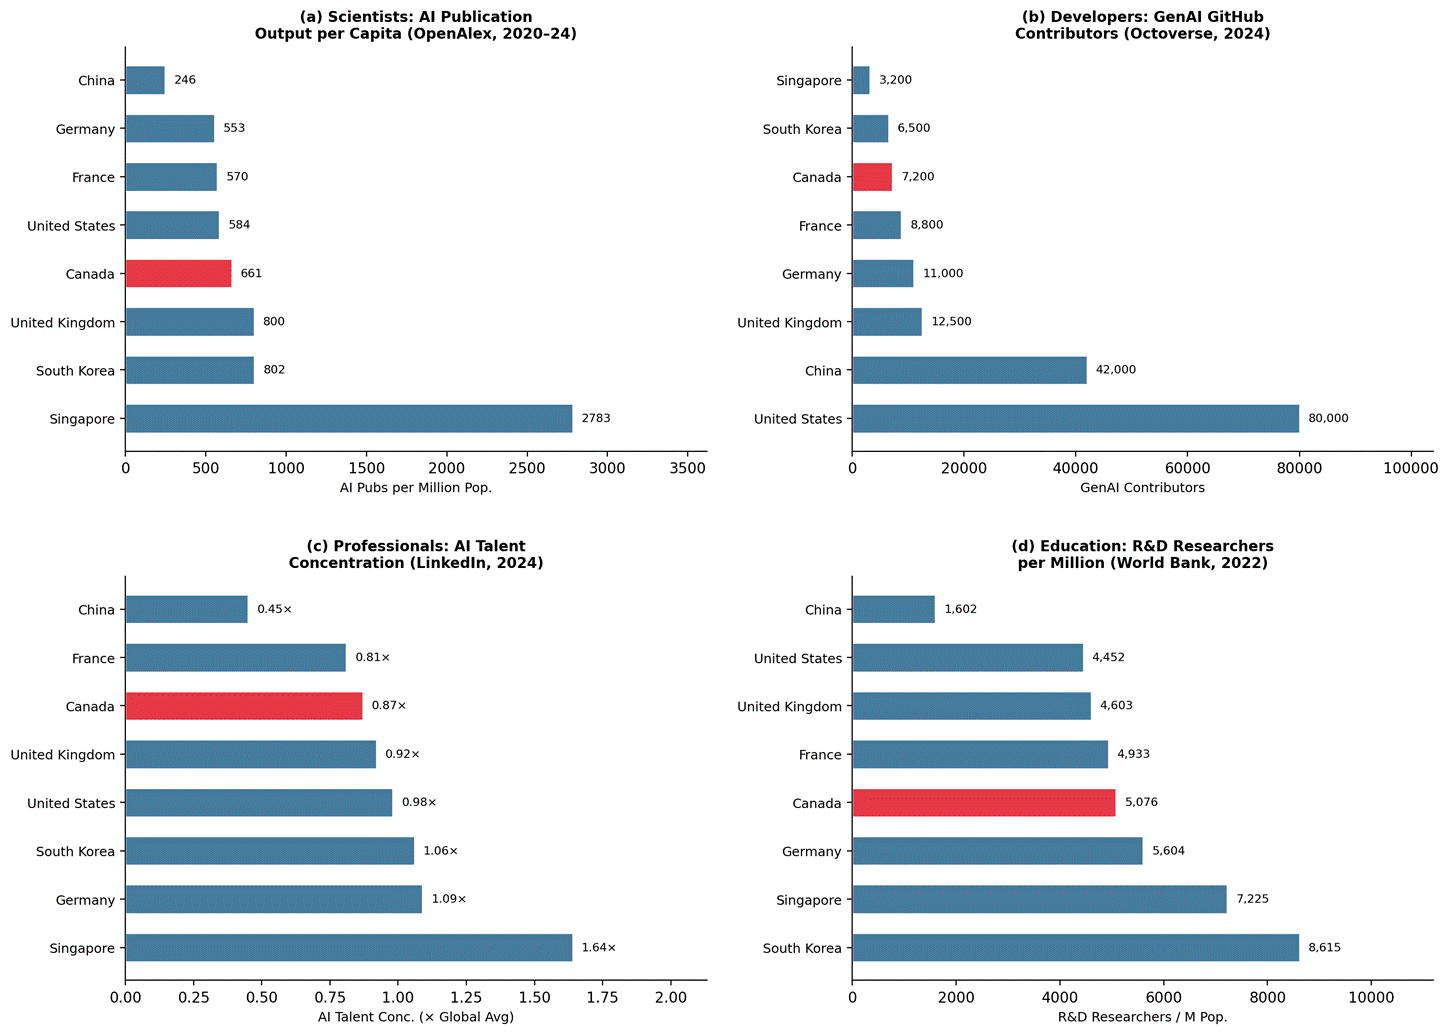 (a) Scientists: AI Publication
Output per Capita (OpenAlex, 2020–24)
China
246
Germany
553
France
570
United States
584
Canada
661
United Kingdom
800
South Korea
802
Singapore
2783
0 500 1000 1500 2000 2500 3000 3500
AI Pubs per Million Pop.
(b) Developers: GenAI GitHub
Contributors (Octoverse, 2024)
Singapore
3,200
South Korea
6,500
Canada
7,200
France
8,800
Germany
11,000
United Kingdom
12,500
China
42,000
United States
80,000
0 20000 40000 60000 80000 100000
GenAI Contributors
(c) Professionals: AI Talent
Concentration (LinkedIn, 2024)
China
0.45×
France
0.81×
Canada
0.87×
United Kingdom
0.92×
United States
0.98×
South Korea
1.06×
Germany
1.09×
Singapore
1.64×
0.00 0.25 0.50 0.75 1.00 1.25 1.50 1.75 2.00
AI Talent Conc. (× Global Avg)
(d) Education: R&D Researchers
per Million (World Bank, 2022)
China
1,602
United States
4,452
United Kingdom
4,603
France
4,933
Canada
5,076
Germany
5,604
Singapore
7,225
South Korea
8,615
0 2000 4000 6000 8000 10000
R&D Researchers / M Pop.